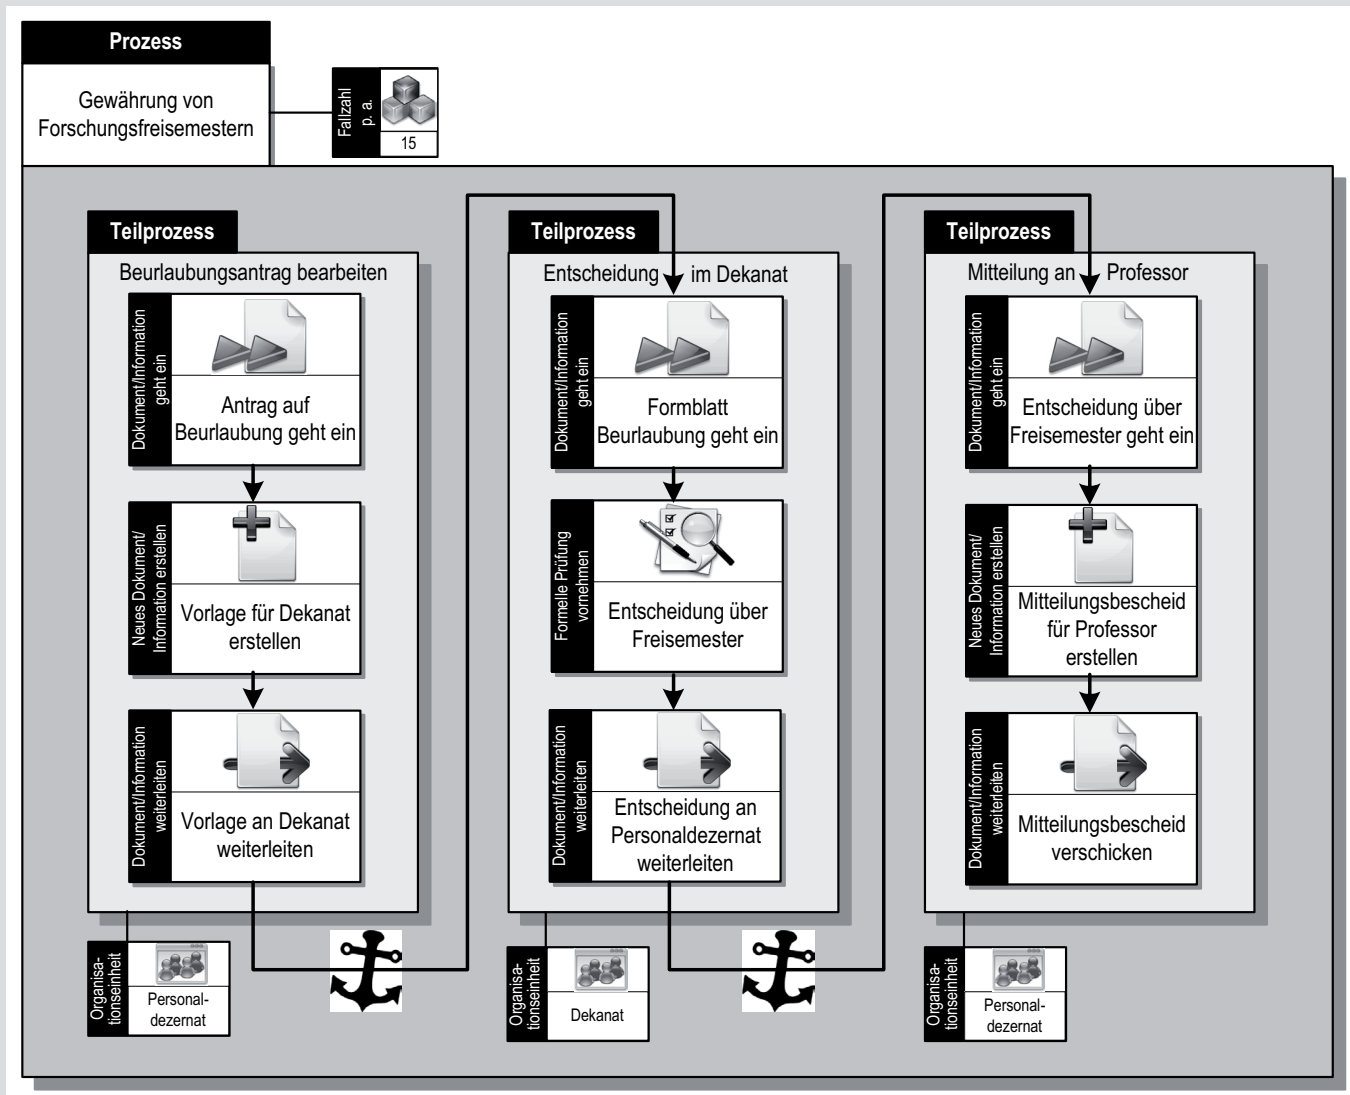 Prozess
Gewährung von
Forschungsfreisemestern
Fallzahl
p. a.
15
Teilprozess
Beurlaubungsantrag bearbeiten
Dokument/Information
geht ein
Antrag auf
Beurlaubung geht ein
Neues Dokument/
Information erstellen
Vorlage für Dekanat
erstellen
Dokument/Information
weiterleiten
Vorlage an Dekanat
weiterleiten
Organisa-
tionseinheit
Personal-
dezernat
Teilprozess
Entscheidung im Dekanat
Dokument/Information
geht ein
Formblatt
Beurlaubung geht ein
Formelle Prüfung
vornehmen
Entscheidung über
Freisemester
Dokument/Information
weiterleiten
Entscheidung an
Personaldezernat
weiterleiten
Organisa-
tionseinheit
Dekanat
Teilprozess
Mitteilung an Professor
Dokument/Information
geht ein
Entscheidung über
Freisemester geht ein
Neues Dokument/
Information erstellen
Mitteilungsbescheid
für Professor
erstellen
Dokument/Information
weiterleiten
Mitteilungsbescheid
verschicken
Organisa-
tionseinheit
Personal-
dezernat